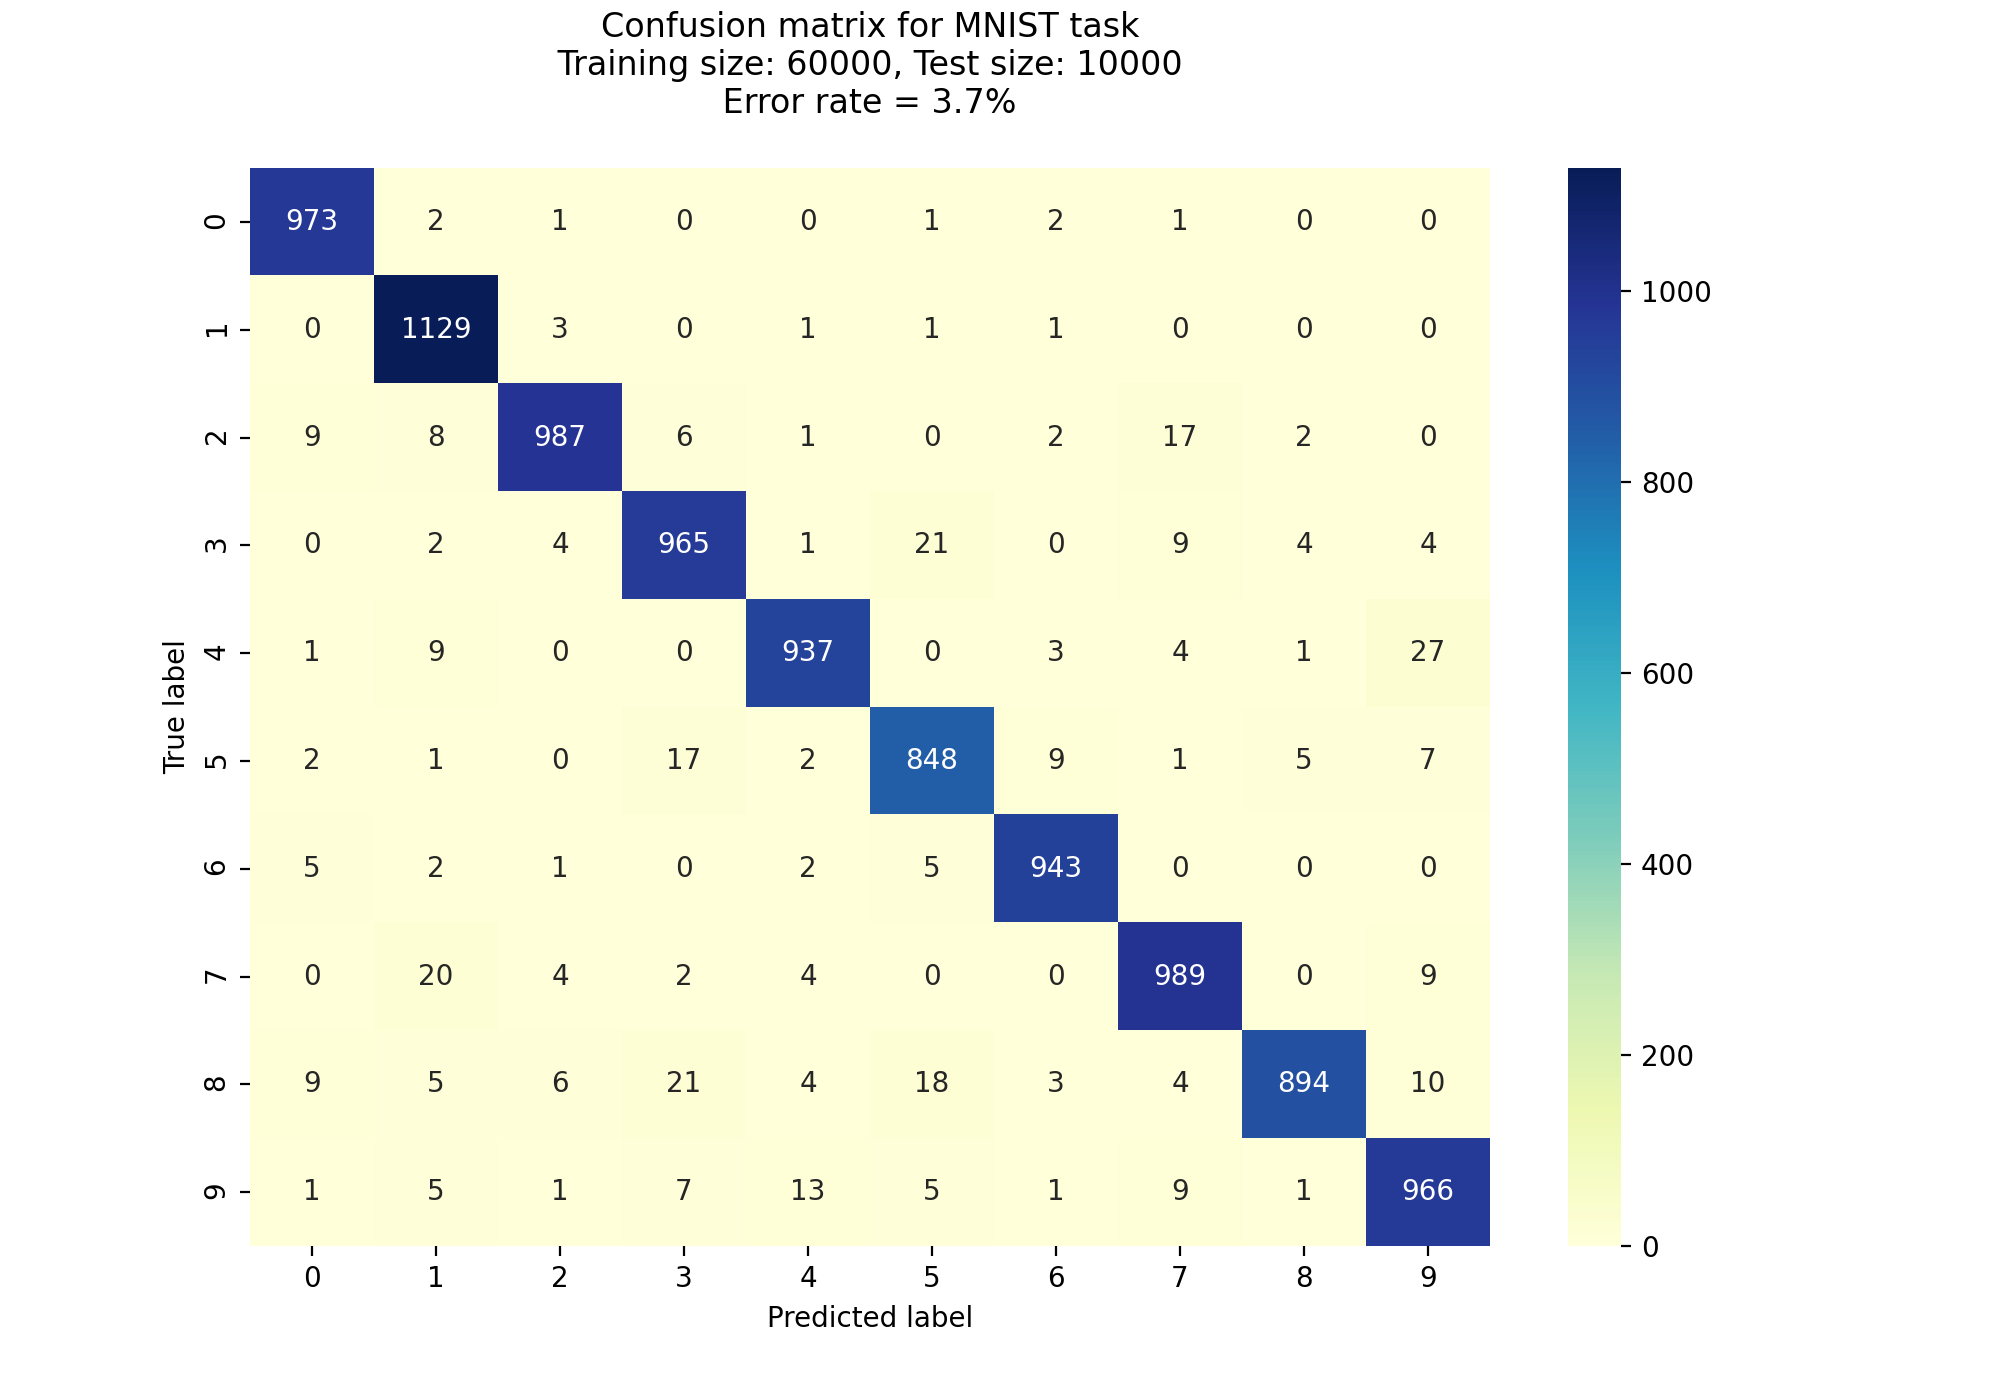 Confusion matrix for MNIST task
Training size: 60000, Test size: 10000
Error rate = 3.7%
0 973 2 1 0 0 1 2 1 0 0
1 0 1129 3 0 1 1 1 0 0 0
2 9 8 987 6 1 0 2 17 2 0
3 0 2 4 965 1 21 0 9 4 4
4 1 9 0 0 937 0 3 4 1 27
5 2 1 0 17 2 848 9 1 5 7
6 5 2 1 0 2 5 943 0 0 0
7 0 20 4 2 4 0 0 989 0 9
8 9 5 6 21 4 18 3 4 894 10
9 1 5 1 7 13 5 1 9 1 966
0 1 2 3 4 5 6 7 8 9
Predicted label
True label
1000
800
600
400
200
0